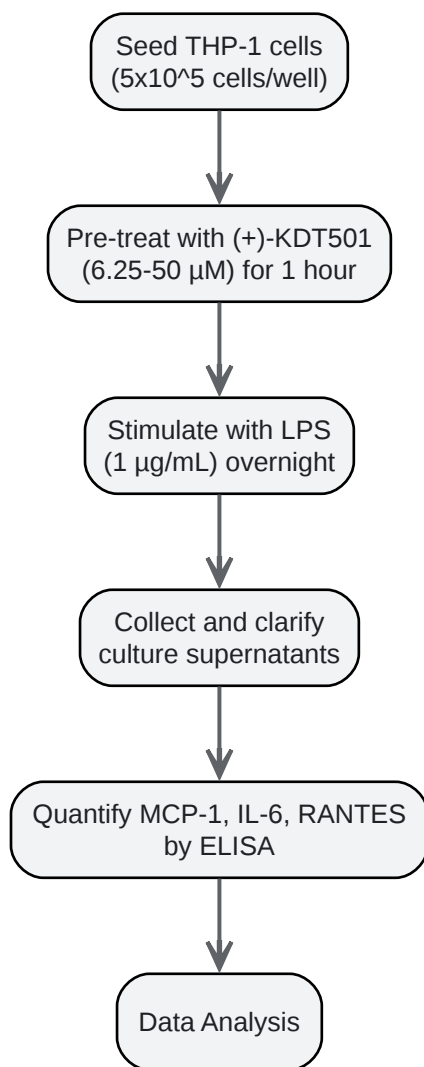 Seed THP-1 cells
(5x10^5 cells/well)
Pre-treat with (+)-KDT501
(6.25-50 µM) for 1 hour
Stimulate with LPS
(1 µg/mL) overnight
Collect and clarify
culture supernatants
Quantify MCP-1, IL-6, RANTES
by ELISA
Data Analysis